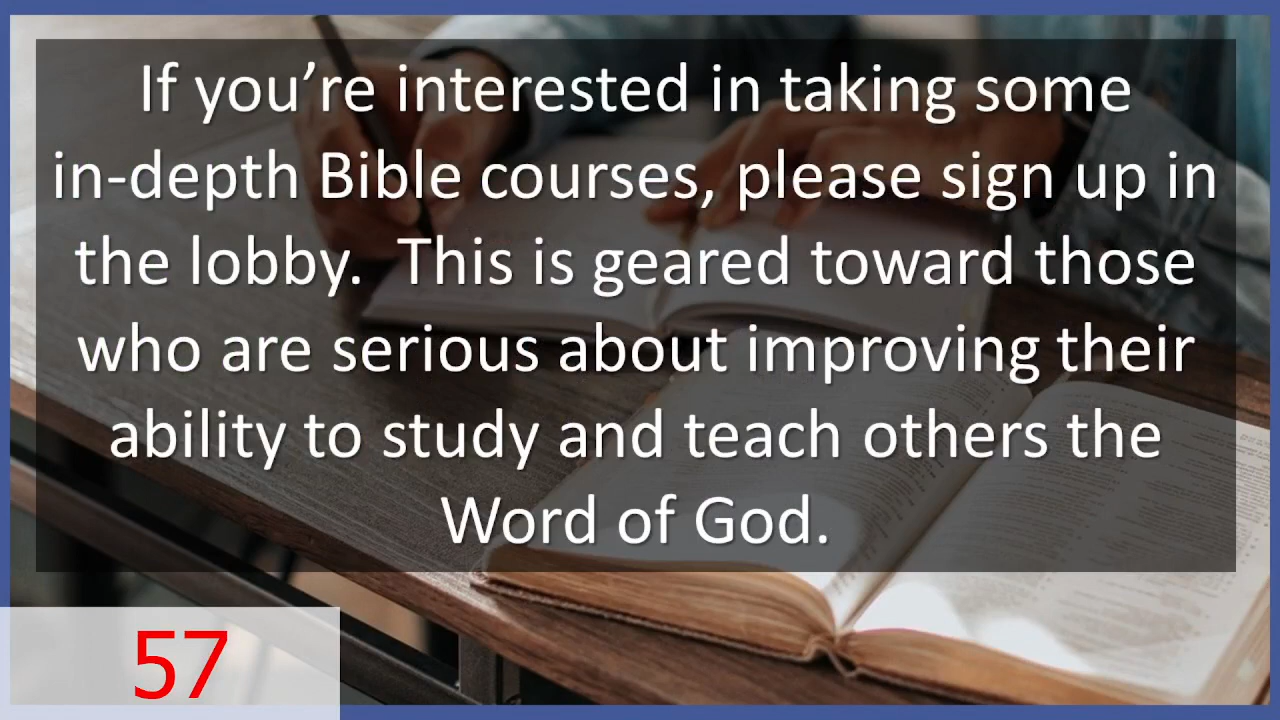 If you’re interested in taking some
in-depth Bible courses, please sign up in
the lobby.  This is geared toward those
who are serious about improving their
ability to study and teach others the
Word of God.
57